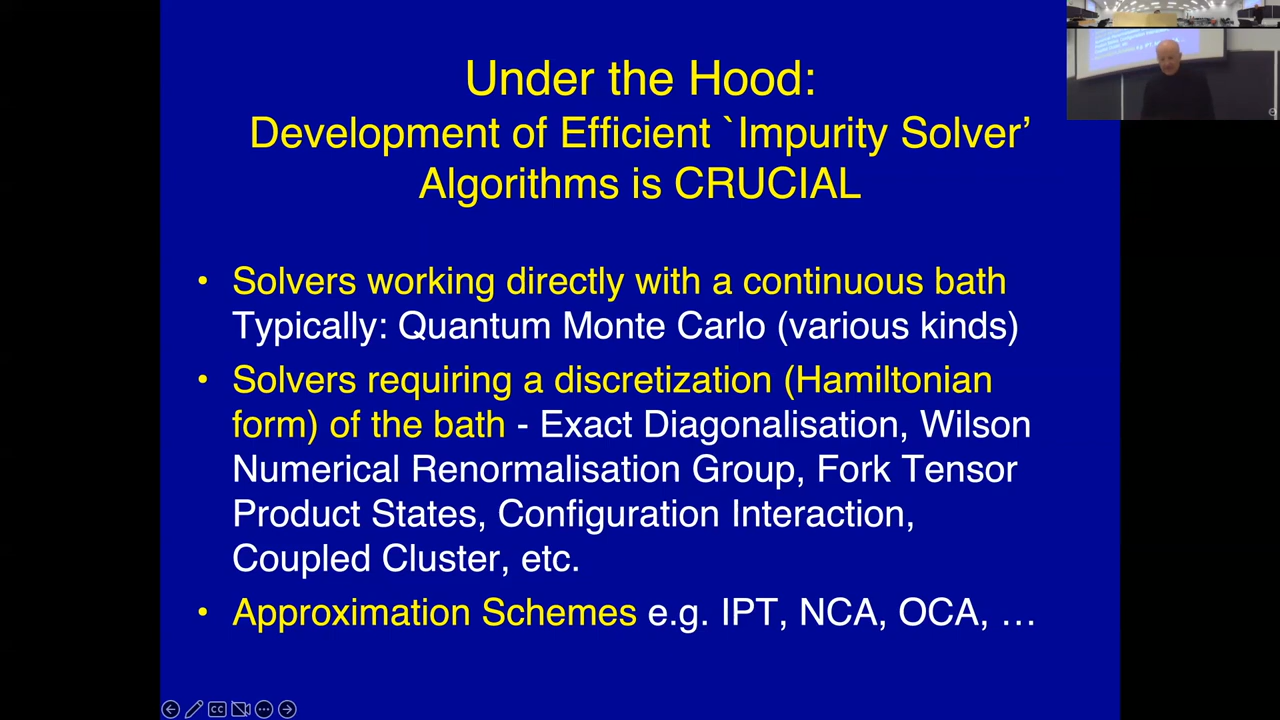 Under the Hood:
Development of Efficient `Impurity Solver’
Algorithms is CRUCIAL
• Solvers working directly with a continuous bath
Typically: Quantum Monte Carlo (various kinds)
• Solvers requiring a discretization (Hamiltonian
form) of the bath - Exact Diagonalisation, Wilson
Numerical Renormalisation Group, Fork Tensor
Product States, Configuration Interaction,
Coupled Cluster, etc.
• Approximation Schemes e.g. IPT, NCA, OCA, …
CC